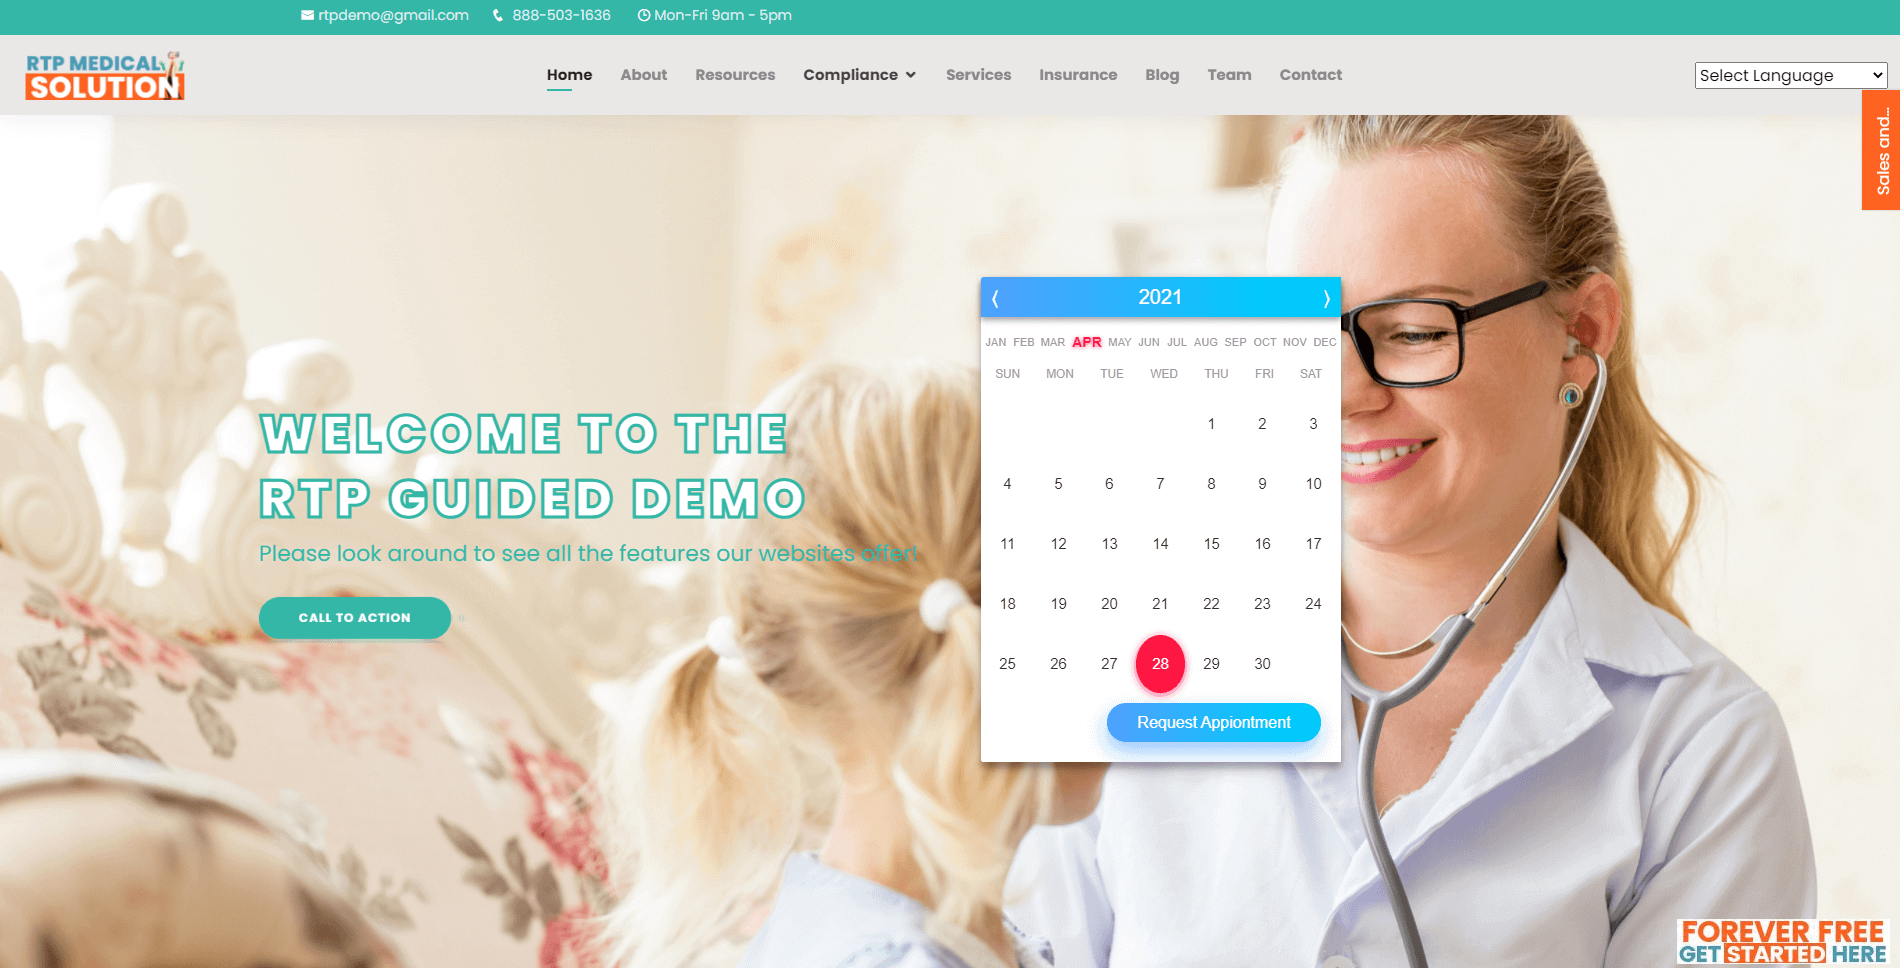 rtpdemo@gmail.com 888-503-1636 Mon-Fri 9am - 5pm
RTP MEDICAL
SOLUTION
Home About Resources Compliance Services Insurance Blog Team Contact
Select Language
Sales and...
2021
JAN FEB MAR APR MAY JUN JUL AUG SEP OCT NOV DEC
SUN MON TUE WED THU FRI SAT
1 2 3
4 5 6 7 8 9 10
11 12 13 14 15 16 17
18 19 20 21 22 23 24
25 26 27 28 29 30
Request Appiontment
WELCOME TO THE
RTP GUIDED DEMO
Please look around to see all the features our websites offer!
CALL TO ACTION
FOREVER FREE
GET STARTED HERE